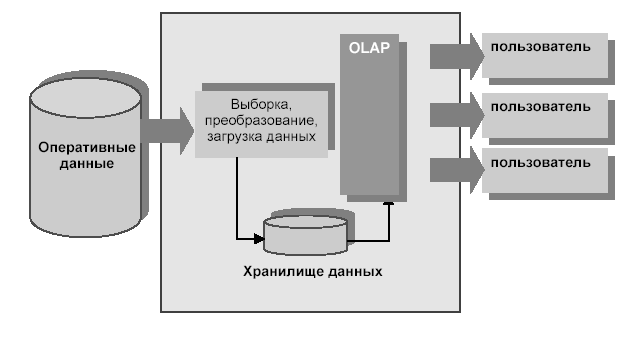 Оперативные
данные
Выборка,
преобразование,
загрузка данных
Хранилище данных
OLAP
пользователь
пользователь
пользователь